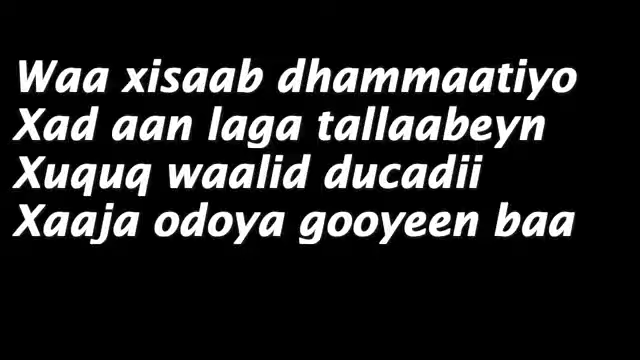 Waa xisaab dhammaatiyo
Xad aan laga tallaabeyn
Xuquq waalid ducadii
Xaaja odoya gooyeen baa